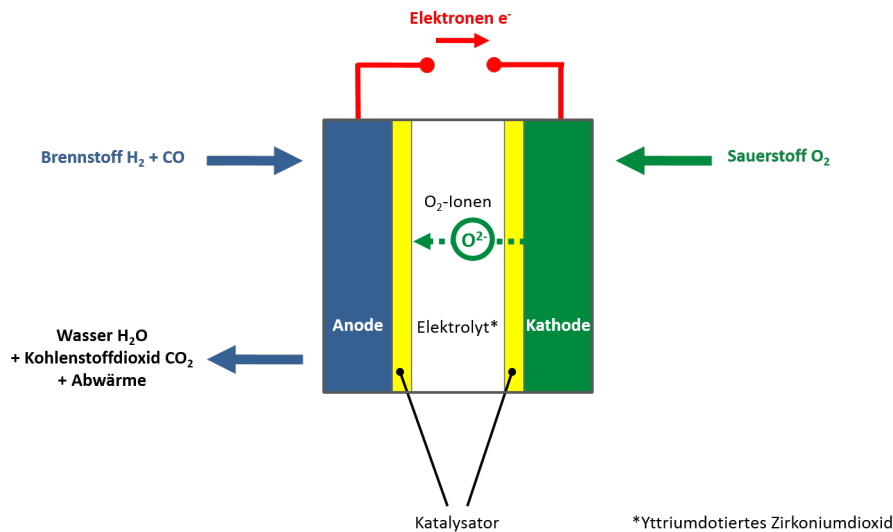 Elektronen e⁻
Brennstoff H₂ + CO
Sauerstoff O₂
O₂-Ionen
O²⁻
Anode
Elektrolyt*
Kathode
Wasser H₂O
+ Kohlenstoffdioxid CO₂
+ Abwärme
Katalysator
*Yttriumdotiertes Zirkoniumdioxid